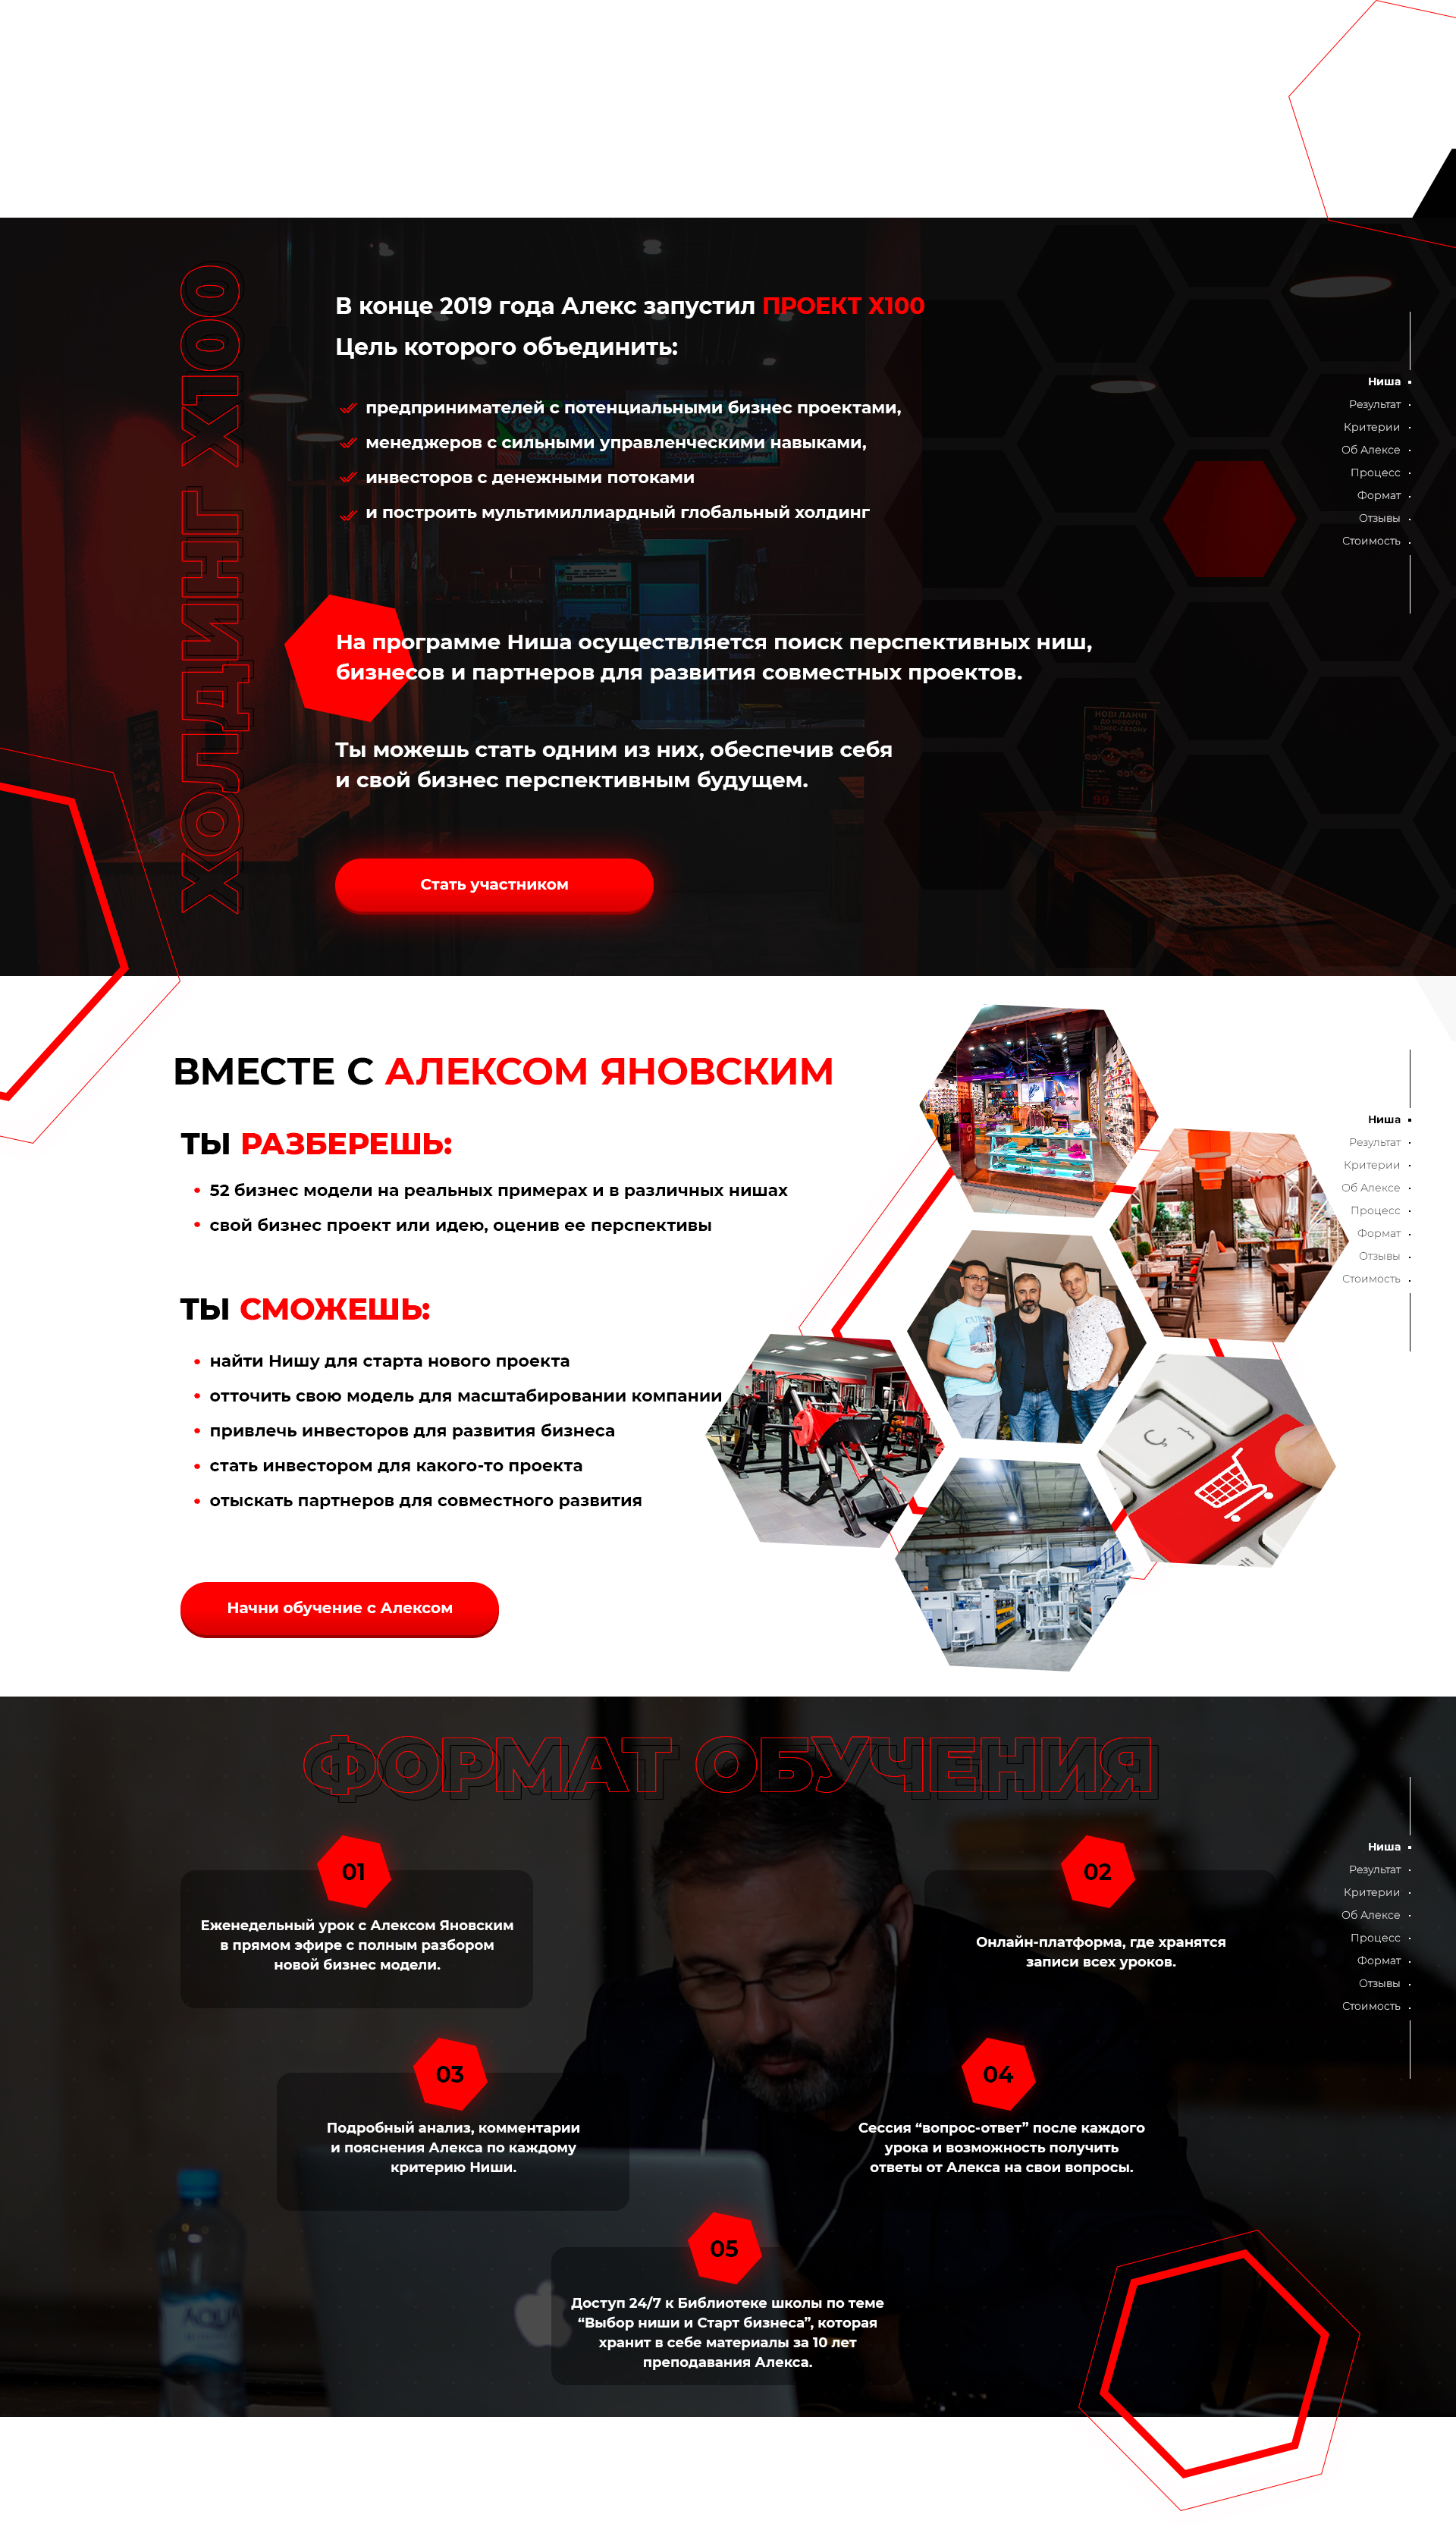 ХОЛДИНГ X100
В конце 2019 года Алекс запустил ПРОЕКТ X100
Цель которого объединить:
предпринимателей с потенциальными бизнес проектами,
менеджеров с сильными управленческими навыками,
инвесторов с денежными потоками
и построить мультимиллиардный глобальный холдинг
На программе Ниша осуществляется поиск перспективных ниш,
бизнесов и партнеров для развития совместных проектов.
Ты можешь стать одним из них, обеспечив себя
и свой бизнес перспективным будущем.
Стать участником
НОВІ ЛАНЧІ
ДО НОВОГО
БІЗНЕС-СЕЗОНУ
99
Ниша
Результат
Критерии
Об Алексе
Процесс
Формат
Отзывы
Стоимость
ВМЕСТЕ С АЛЕКСОМ ЯНОВСКИМ
ТЫ РАЗБЕРЕШЬ:
52 бизнес модели на реальных примерах и в различных нишах
свой бизнес проект или идею, оценив ее перспективы
ТЫ СМОЖЕШЬ:
найти Нишу для старта нового проекта
отточить свою модель для масштабировании компании
привлечь инвесторов для развития бизнеса
стать инвестором для какого-то проекта
отыскать партнеров для совместного развития
Начни обучение с Алексом
Ниша
Результат
Критерии
Об Алексе
Процесс
Формат
Отзывы
Стоимость
ФОРМАТ ОБУЧЕНИЯ
01
Еженедельный урок с Алексом Яновским
в прямом эфире с полным разбором
новой бизнес модели.
02
Онлайн-платформа, где хранятся
записи всех уроков.
03
Подробный анализ, комментарии
и пояснения Алекса по каждому
критерию Ниши.
04
Сессия “вопрос-ответ” после каждого
урока и возможность получить
ответы от Алекса на свои вопросы.
05
Доступ 24/7 к Библиотеке школы по теме
“Выбор ниши и Старт бизнеса”, которая
хранит в себе материалы за 10 лет
преподавания Алекса.
AQUA
Ниша
Результат
Критерии
Об Алексе
Процесс
Формат
Отзывы
Стоимость